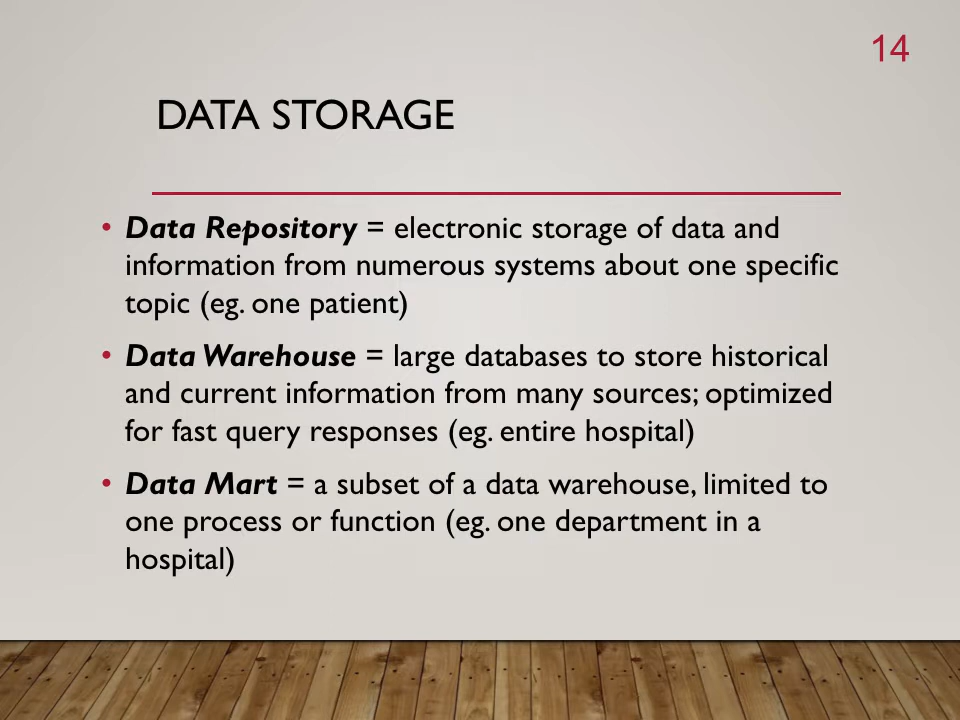 14
DATA STORAGE
• Data Repository = electronic storage of data and
information from numerous systems about one specific
topic (eg. one patient)
• Data Warehouse = large databases to store historical
and current information from many sources; optimized
for fast query responses (eg. entire hospital)
• Data Mart = a subset of a data warehouse, limited to
one process or function (eg. one department in a
hospital)